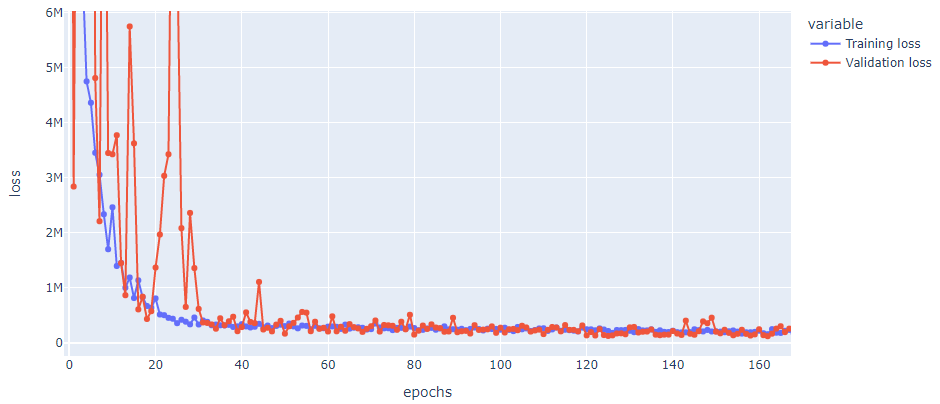 6M
5M
4M
3M
2M
1M
0
0
20
40
60
80
100
120
140
160
loss
epochs
variable
Training loss
Validation loss